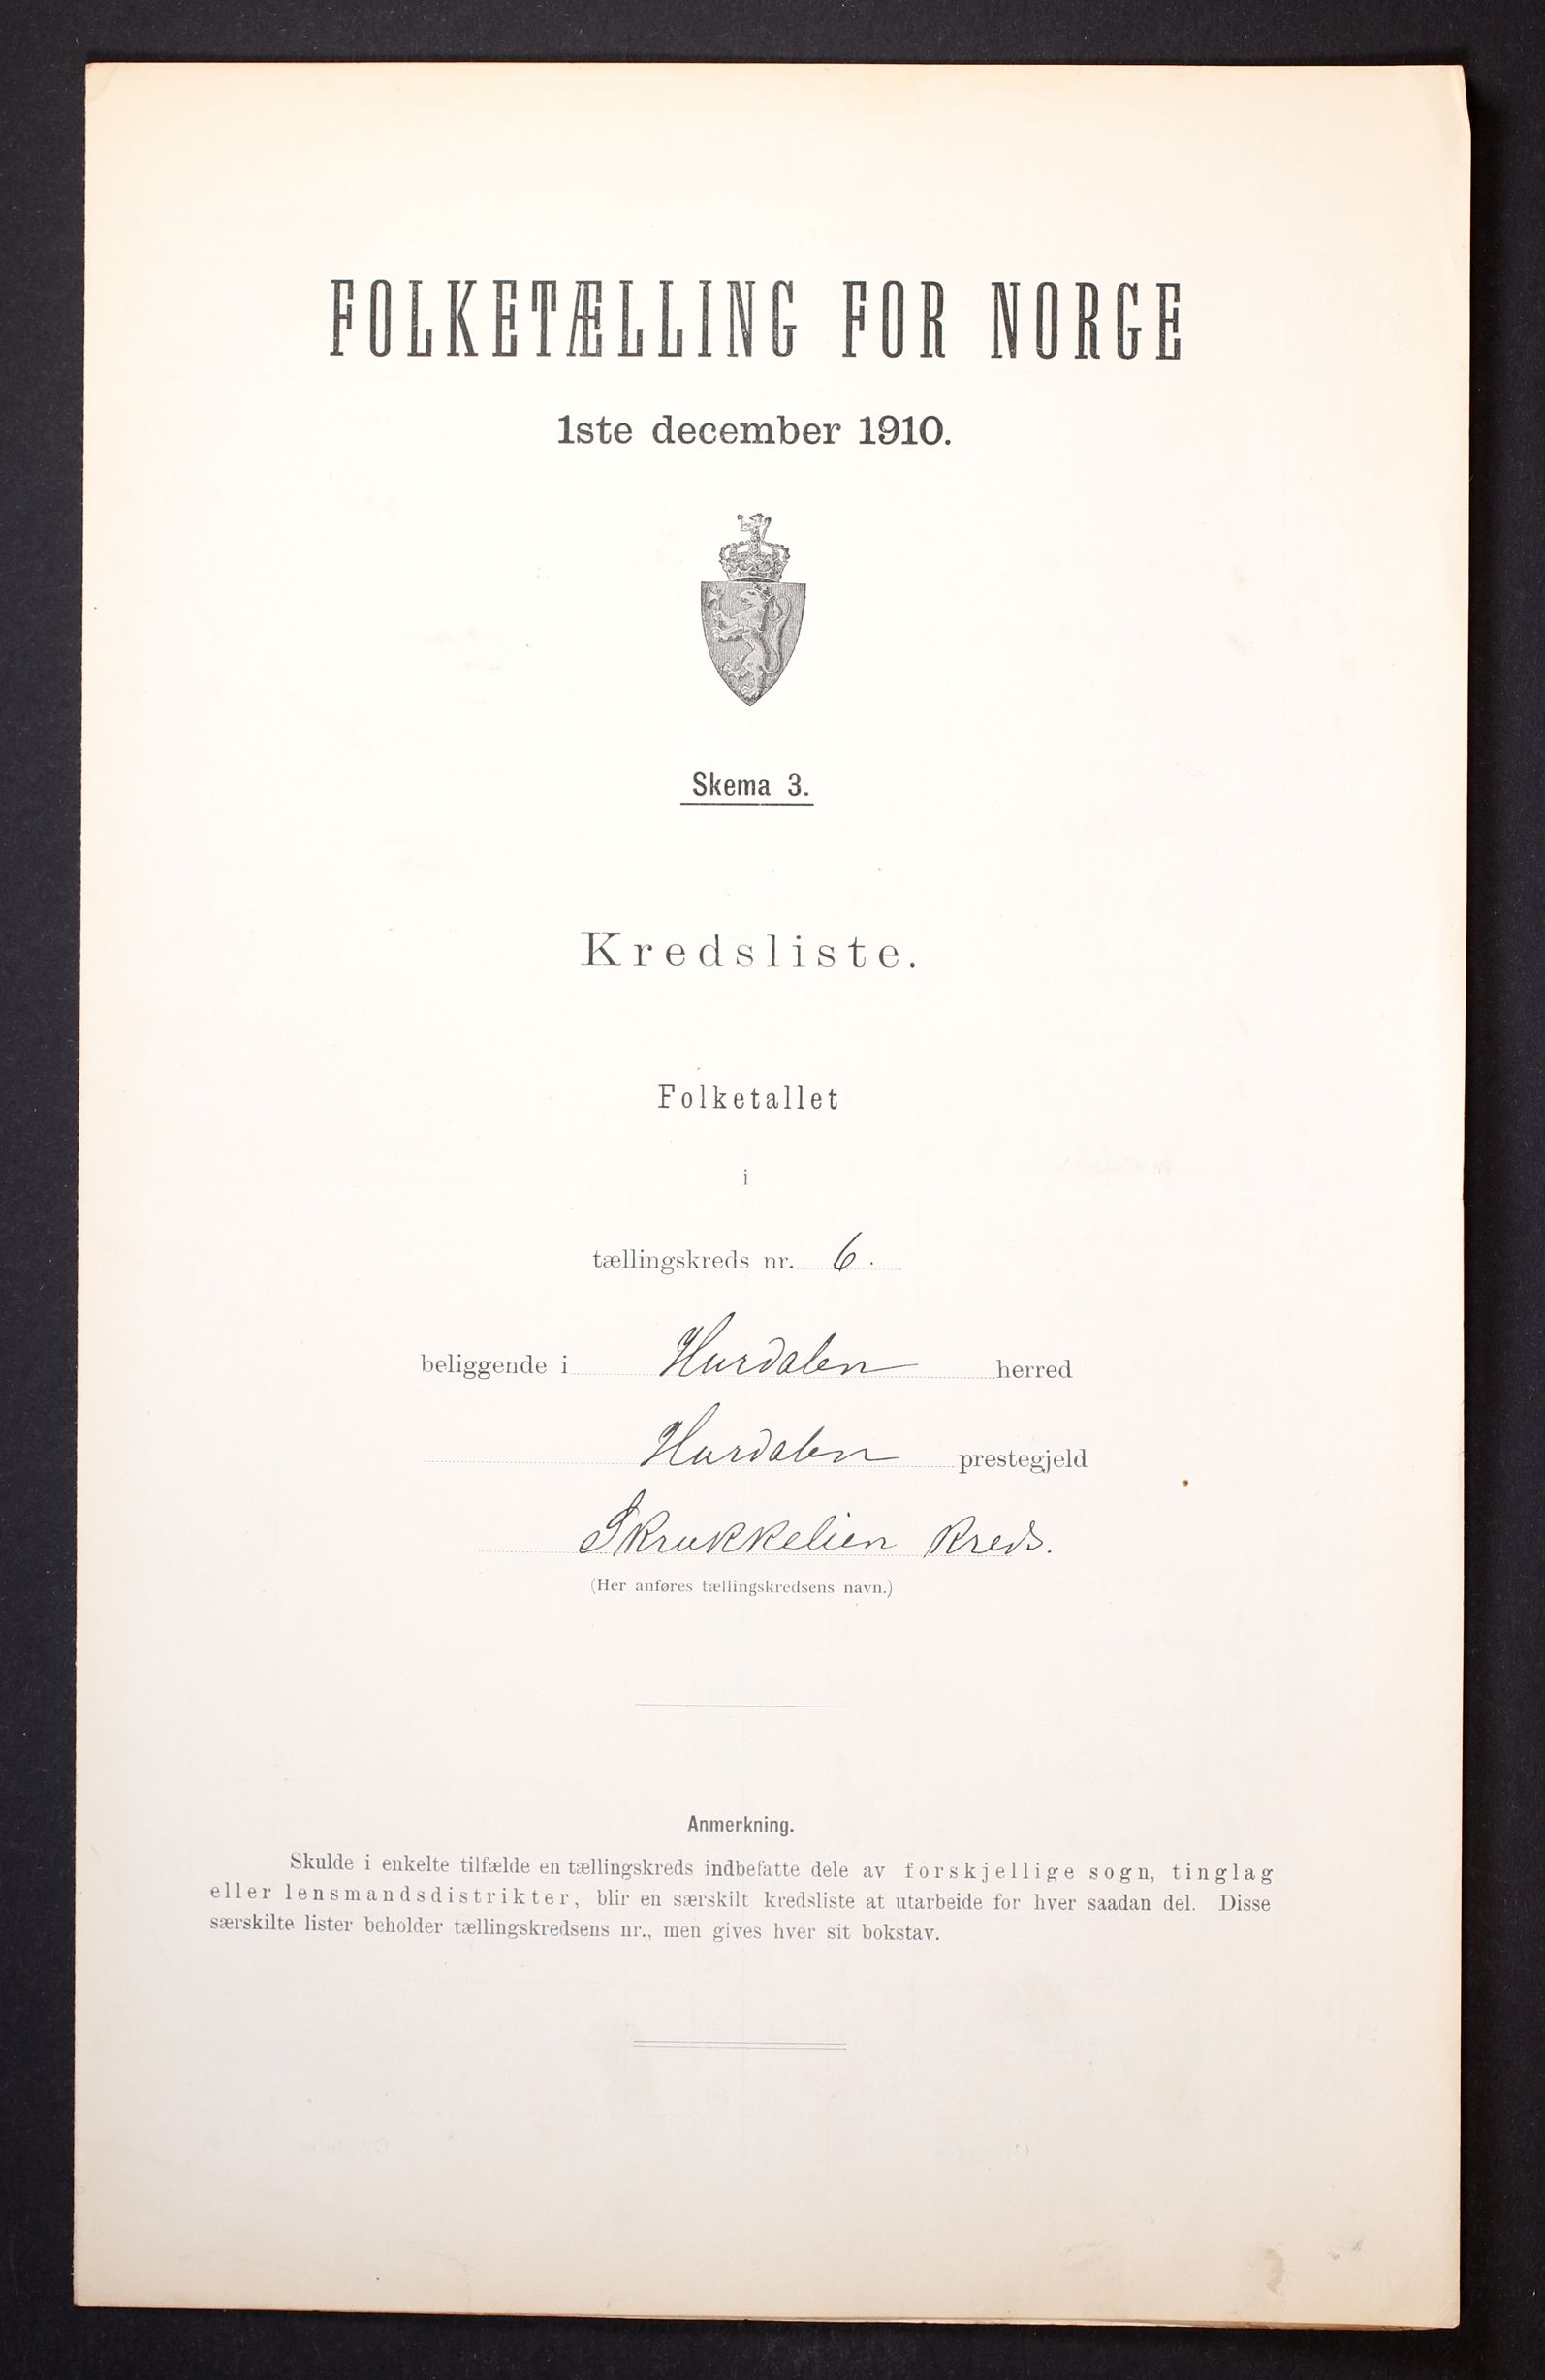 FOLKETÆLLING FOR NORGE
1ste december 1910.
Skema 3.
Kredsliste.
Folketallet
i
tællingskreds nr. 6.
beliggende i Hurdalen herred
Hurdalen prestegjeld
Skrukkelien Kreds.
(Her anføres tællingskredsens navn.)
Anmerkning.
Skulde i enkelte tilfælde en tællingskreds indbefatte dele av forskjellige sogn, tinglag
eller lensmandsdistrikter, blir en særskilt kredsliste at utarbeide for hver saadan del. Disse
særskilte lister beholder tællingskredsens nr., men gives hver sit bokstav.